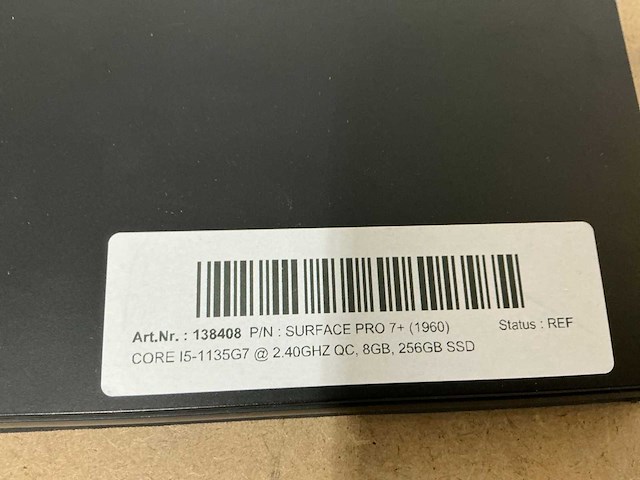 Art.Nr. : 138408 P/N : SURFACE PRO 7+ (1960) Status : REF
CORE I5-1135G7 @ 2.40GHZ QC, 8GB, 256GB SSD